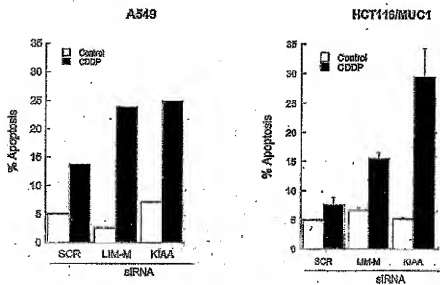 A549
35
30
25
20
15
10
5
0
% Apoptosis
Control
CDDP
SCR
LIM-M
KIAA
siRNA
HCT116/MUC1
35
30
25
20
15
10
5
0
% Apoptosis
Control
CDDP
SCR
LIM-M
KIAA
siRNA